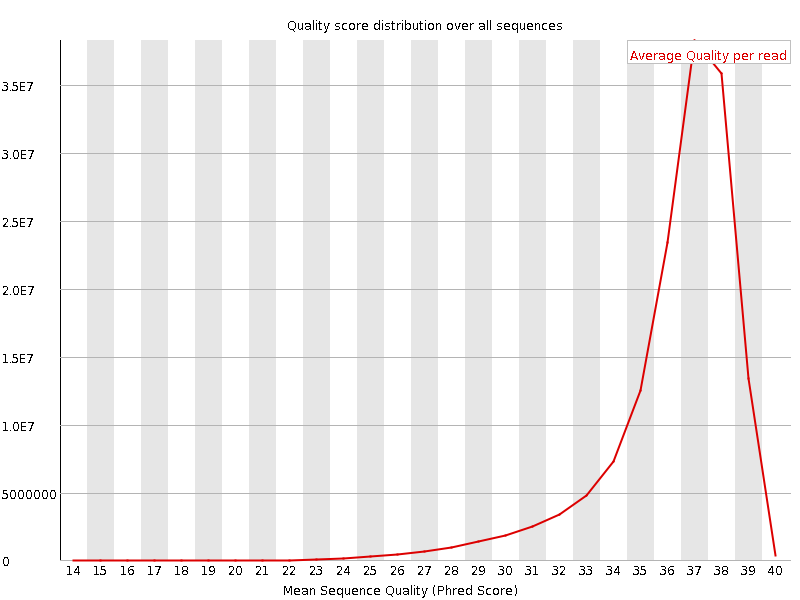 Quality score distribution over all sequences
Average Quality per read
3.5E7
3.0E7
2.5E7
2.0E7
1.5E7
1.0E7
5000000
0
14 15 16 17 18 19 20 21 22 23 24 25 26 27 28 29 30 31 32 33 34 35 36 37 38 39 40
Mean Sequence Quality (Phred Score)